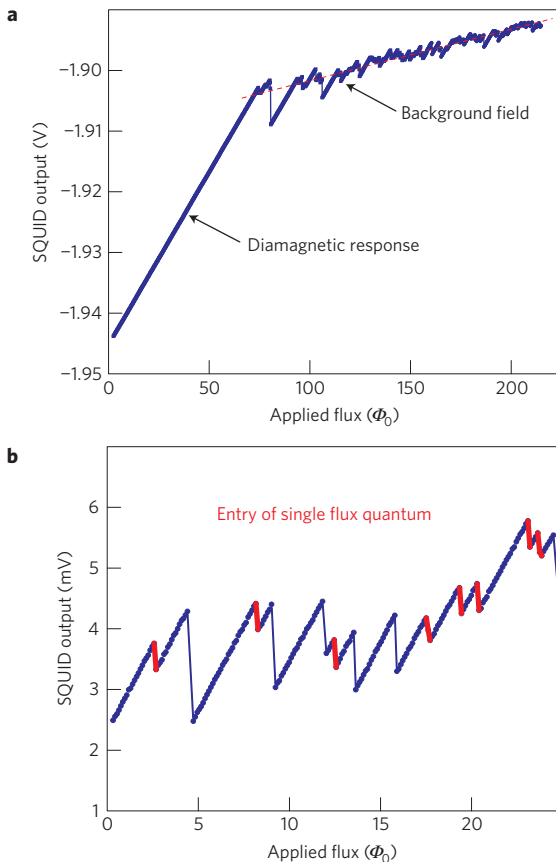 a
−1.90
−1.91
−1.92
−1.93
−1.94
−1.95
SQUID output (V)
Background field
Diamagnetic response
0
50
100
150
200
Applied flux (Φ0)
b
6
5
4
3
2
1
SQUID output (mV)
Entry of single flux quantum
0
5
10
15
20
Applied flux (Φ0)